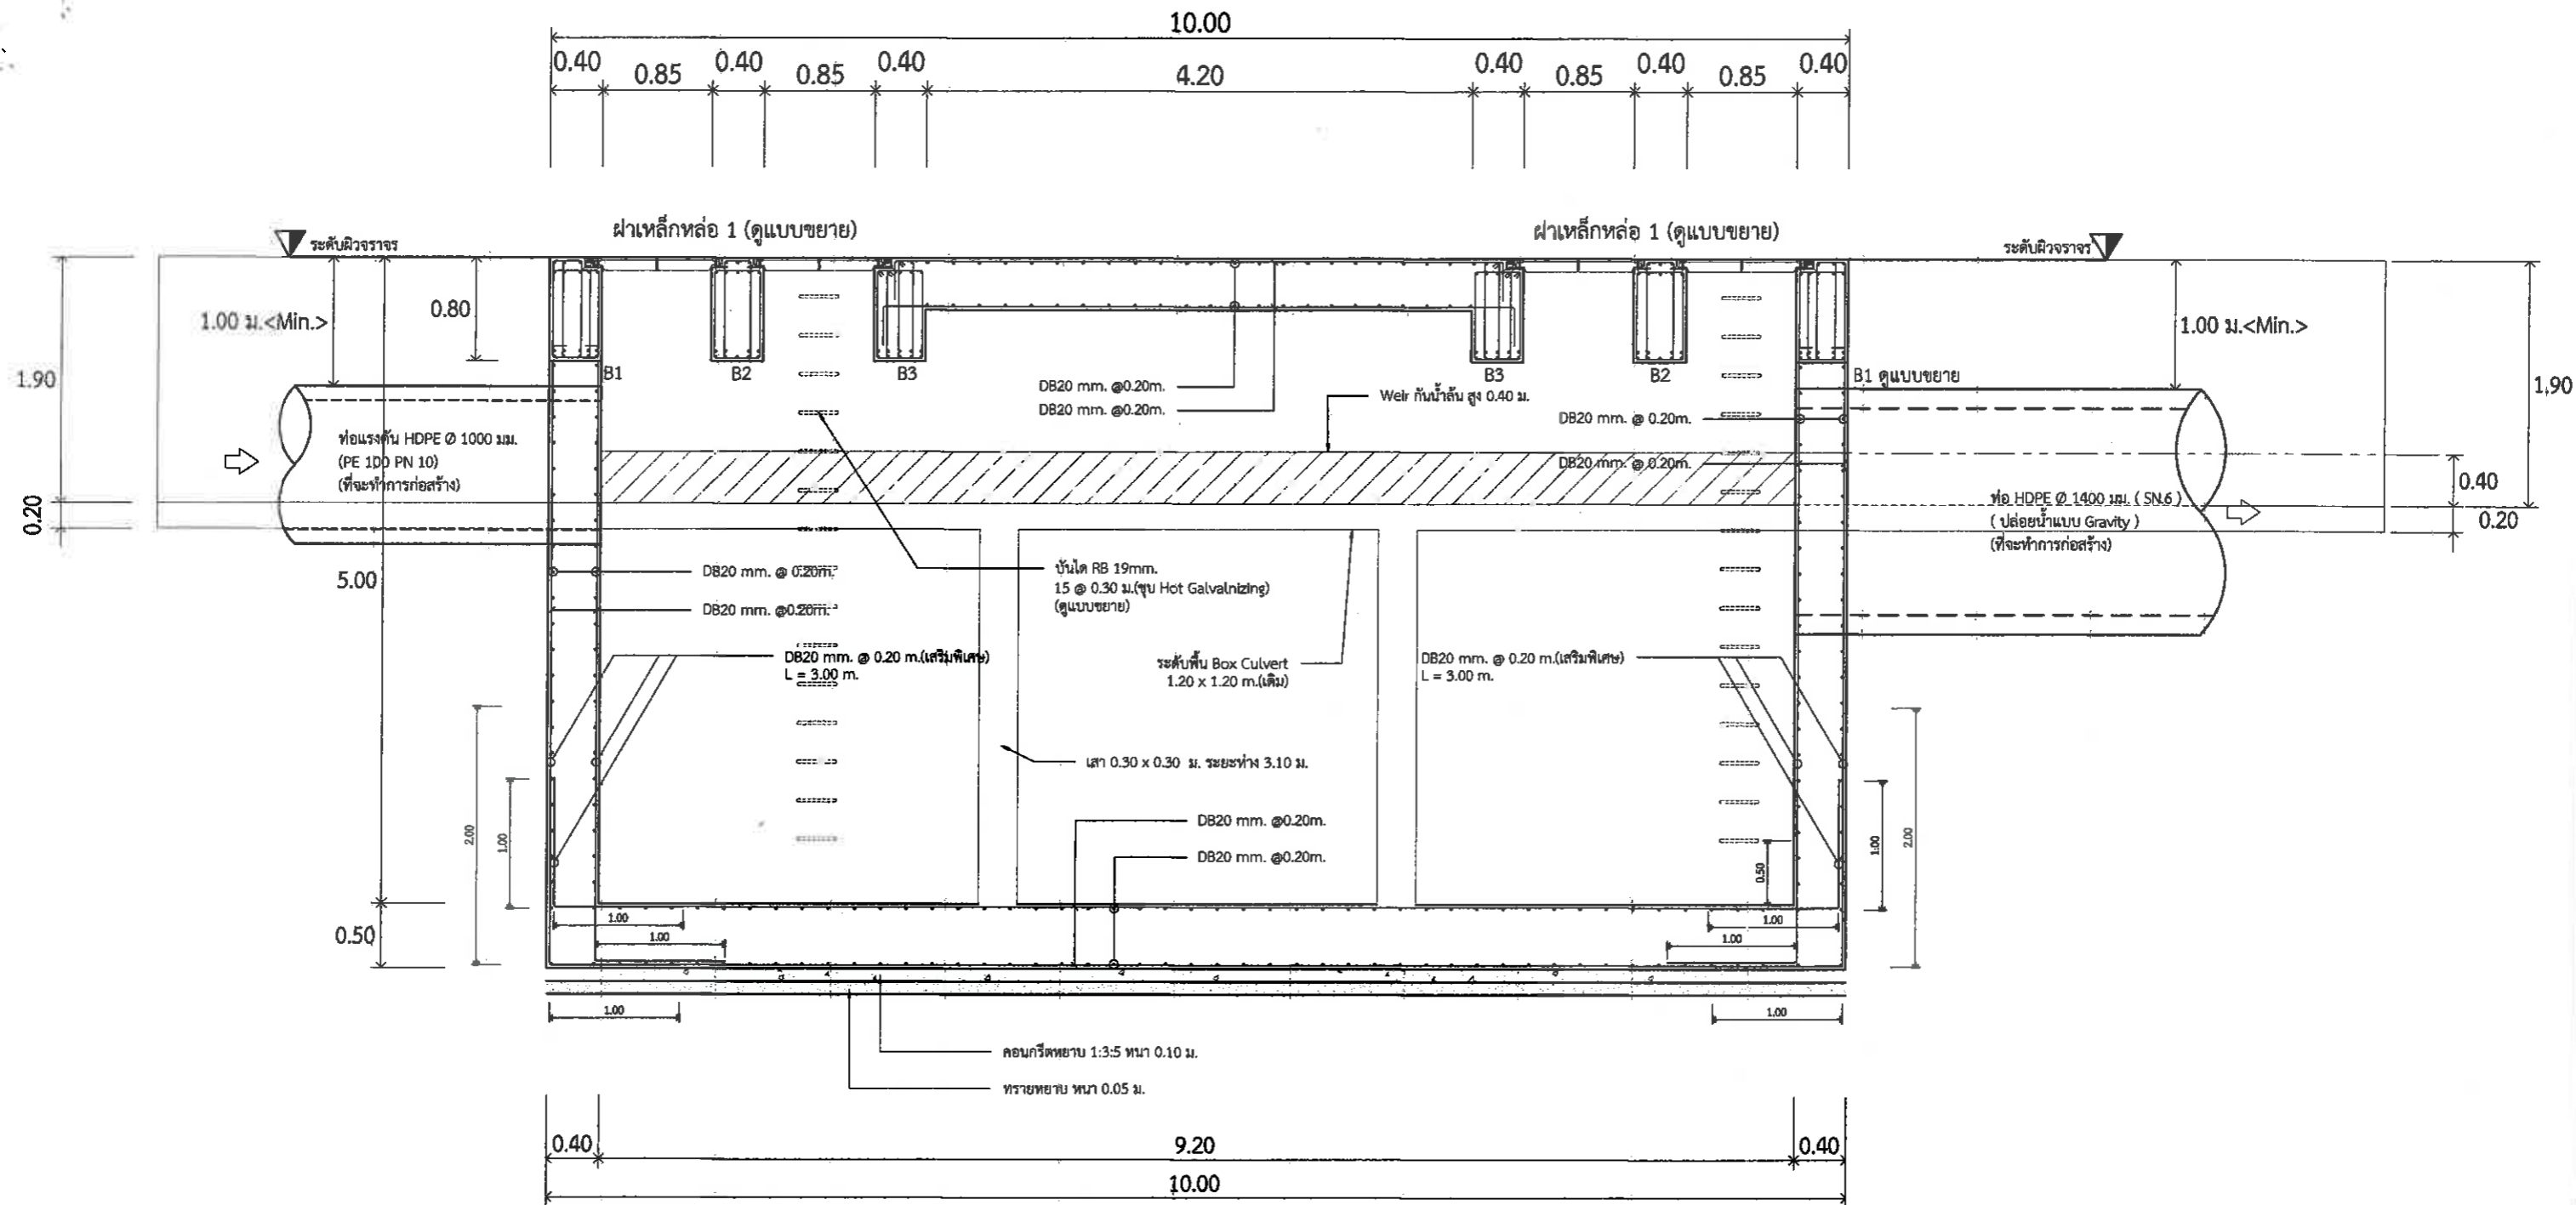 10.00
0.40 0.85 0.40 0.85 0.40 4.20 0.40 0.85 0.40 0.85 0.40
ฝาเหล็กหล่อ 1 (ดูแบบขยาย)
ฝาเหล็กหล่อ 1 (ดูแบบขยาย)
ระดับผิวจราจร
ระดับผิวจราจร
0.80
1.00 ม.<Min.>
1.00 ม.<Min.>
1.90
1.90
B1
B2
B3
B3
B2
B1 ดูแบบขยาย
DB20 mm. @0.20m.
DB20 mm. @0.20m.
Weir กันน้ำล้น สูง 0.40 ม.
DB20 mm. @ 0.20m.
DB20 mm. @ 0.20m.
ท่อแรงดัน HDPE Ø 1000 มม.
(PE 100 PN 10)
(ที่จะทำการก่อสร้าง)
0.40
ท่อ HDPE Ø 1400 มม. ( SN.6 )
( ปล่อยน้ำแบบ Gravity )
(ที่จะทำการก่อสร้าง)
0.20
0.20
5.00
DB20 mm. @ 0.20m.
DB20 mm. @0.20m.
บันได RB 19mm.
15 @ 0.30 ม.(ชุบ Hot Galvalnizing)
(ดูแบบขยาย)
DB20 mm. @ 0.20 m.(เสริมพิเศษ)
L = 3.00 m.
ระดับพื้น Box Culvert
1.20 x 1.20 m.(เดิม)
DB20 mm. @ 0.20 m.(เสริมพิเศษ)
L = 3.00 m.
เสา 0.30 x 0.30 ม. ระยะห่าง 3.10 ม.
2.00
1.00
DB20 mm. @0.20m.
DB20 mm. @0.20m.
0.50
1.00
2.00
0.50
1.00
1.00
1.00
1.00
1.00
1.00
คอนกรีตหยาบ 1:3:5 หนา 0.10 ม.
ทรายหยาบ หนา 0.05 ม.
0.40 9.20 0.40
10.00